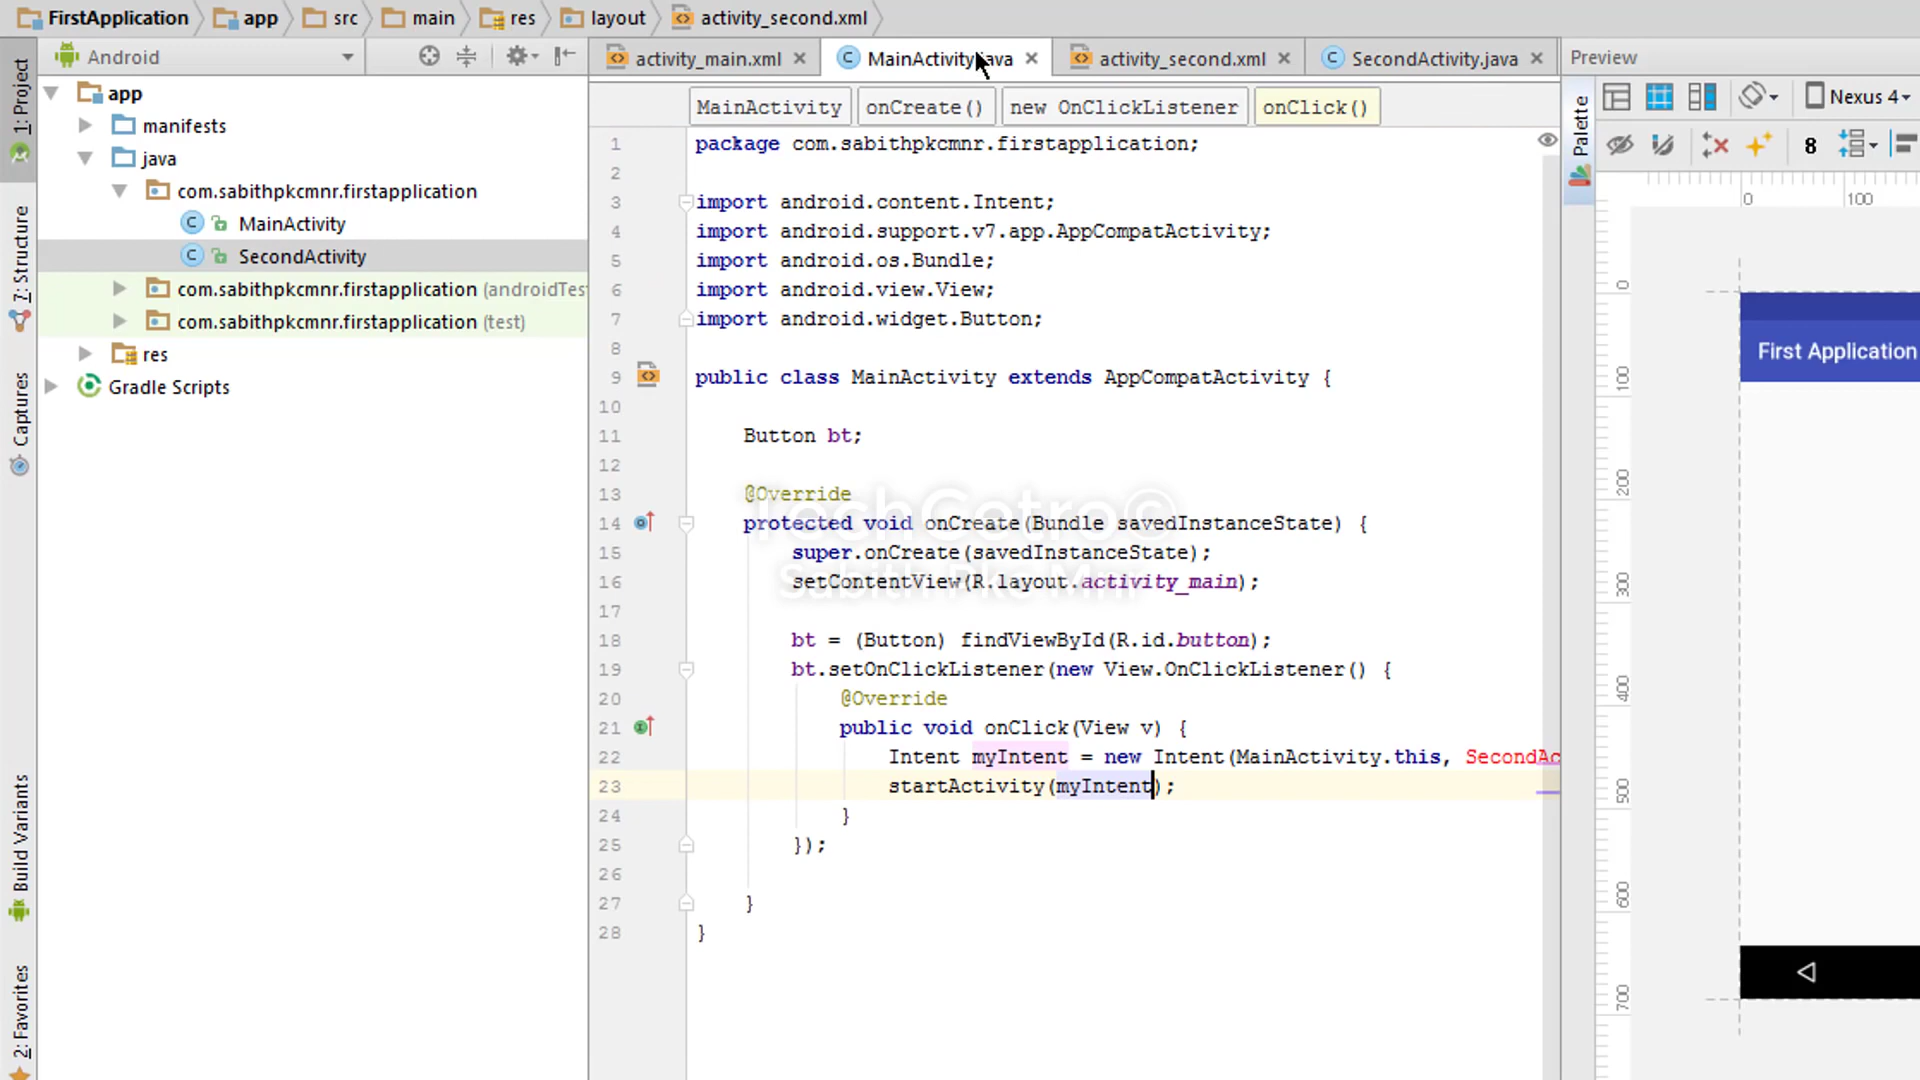 FirstApplication app src main res layout activity_second.xml
Android
activity_main.xml MainActivity.java activity_second.xml SecondActivity.java
Preview
MainActivity onCreate() new OnClickListener onClick()
Nexus 4
8
0 100
1: Project
7: Structure
Captures
Build Variants
2: Favorites
app
manifests
java
com.sabithpkcmnr.firstapplication
MainActivity
SecondActivity
com.sabithpkcmnr.firstapplication (androidTes
com.sabithpkcmnr.firstapplication (test)
res
Gradle Scripts
1 package com.sabithpkcmnr.firstapplication;
2
3 import android.content.Intent;
4 import android.support.v7.app.AppCompatActivity;
5 import android.os.Bundle;
6 import android.view.View;
7 import android.widget.Button;
8
9 public class MainActivity extends AppCompatActivity {
10
11 Button bt;
12
13 @Override
14 protected void onCreate(Bundle savedInstanceState) {
15 super.onCreate(savedInstanceState);
16 setContentView(R.layout.activity_main);
17
18 bt = (Button) findViewById(R.id.button);
19 bt.setOnClickListener(new View.OnClickListener() {
20 @Override
21 public void onClick(View v) {
22 Intent myIntent = new Intent(MainActivity.this, SecondAc
23 startActivity(myIntent);
24 }
25 });
26
27 }
28 }
TechGotro©
Sabith Pkc Mnr
Palette
First Application
0
100
200
300
400
500
600
700